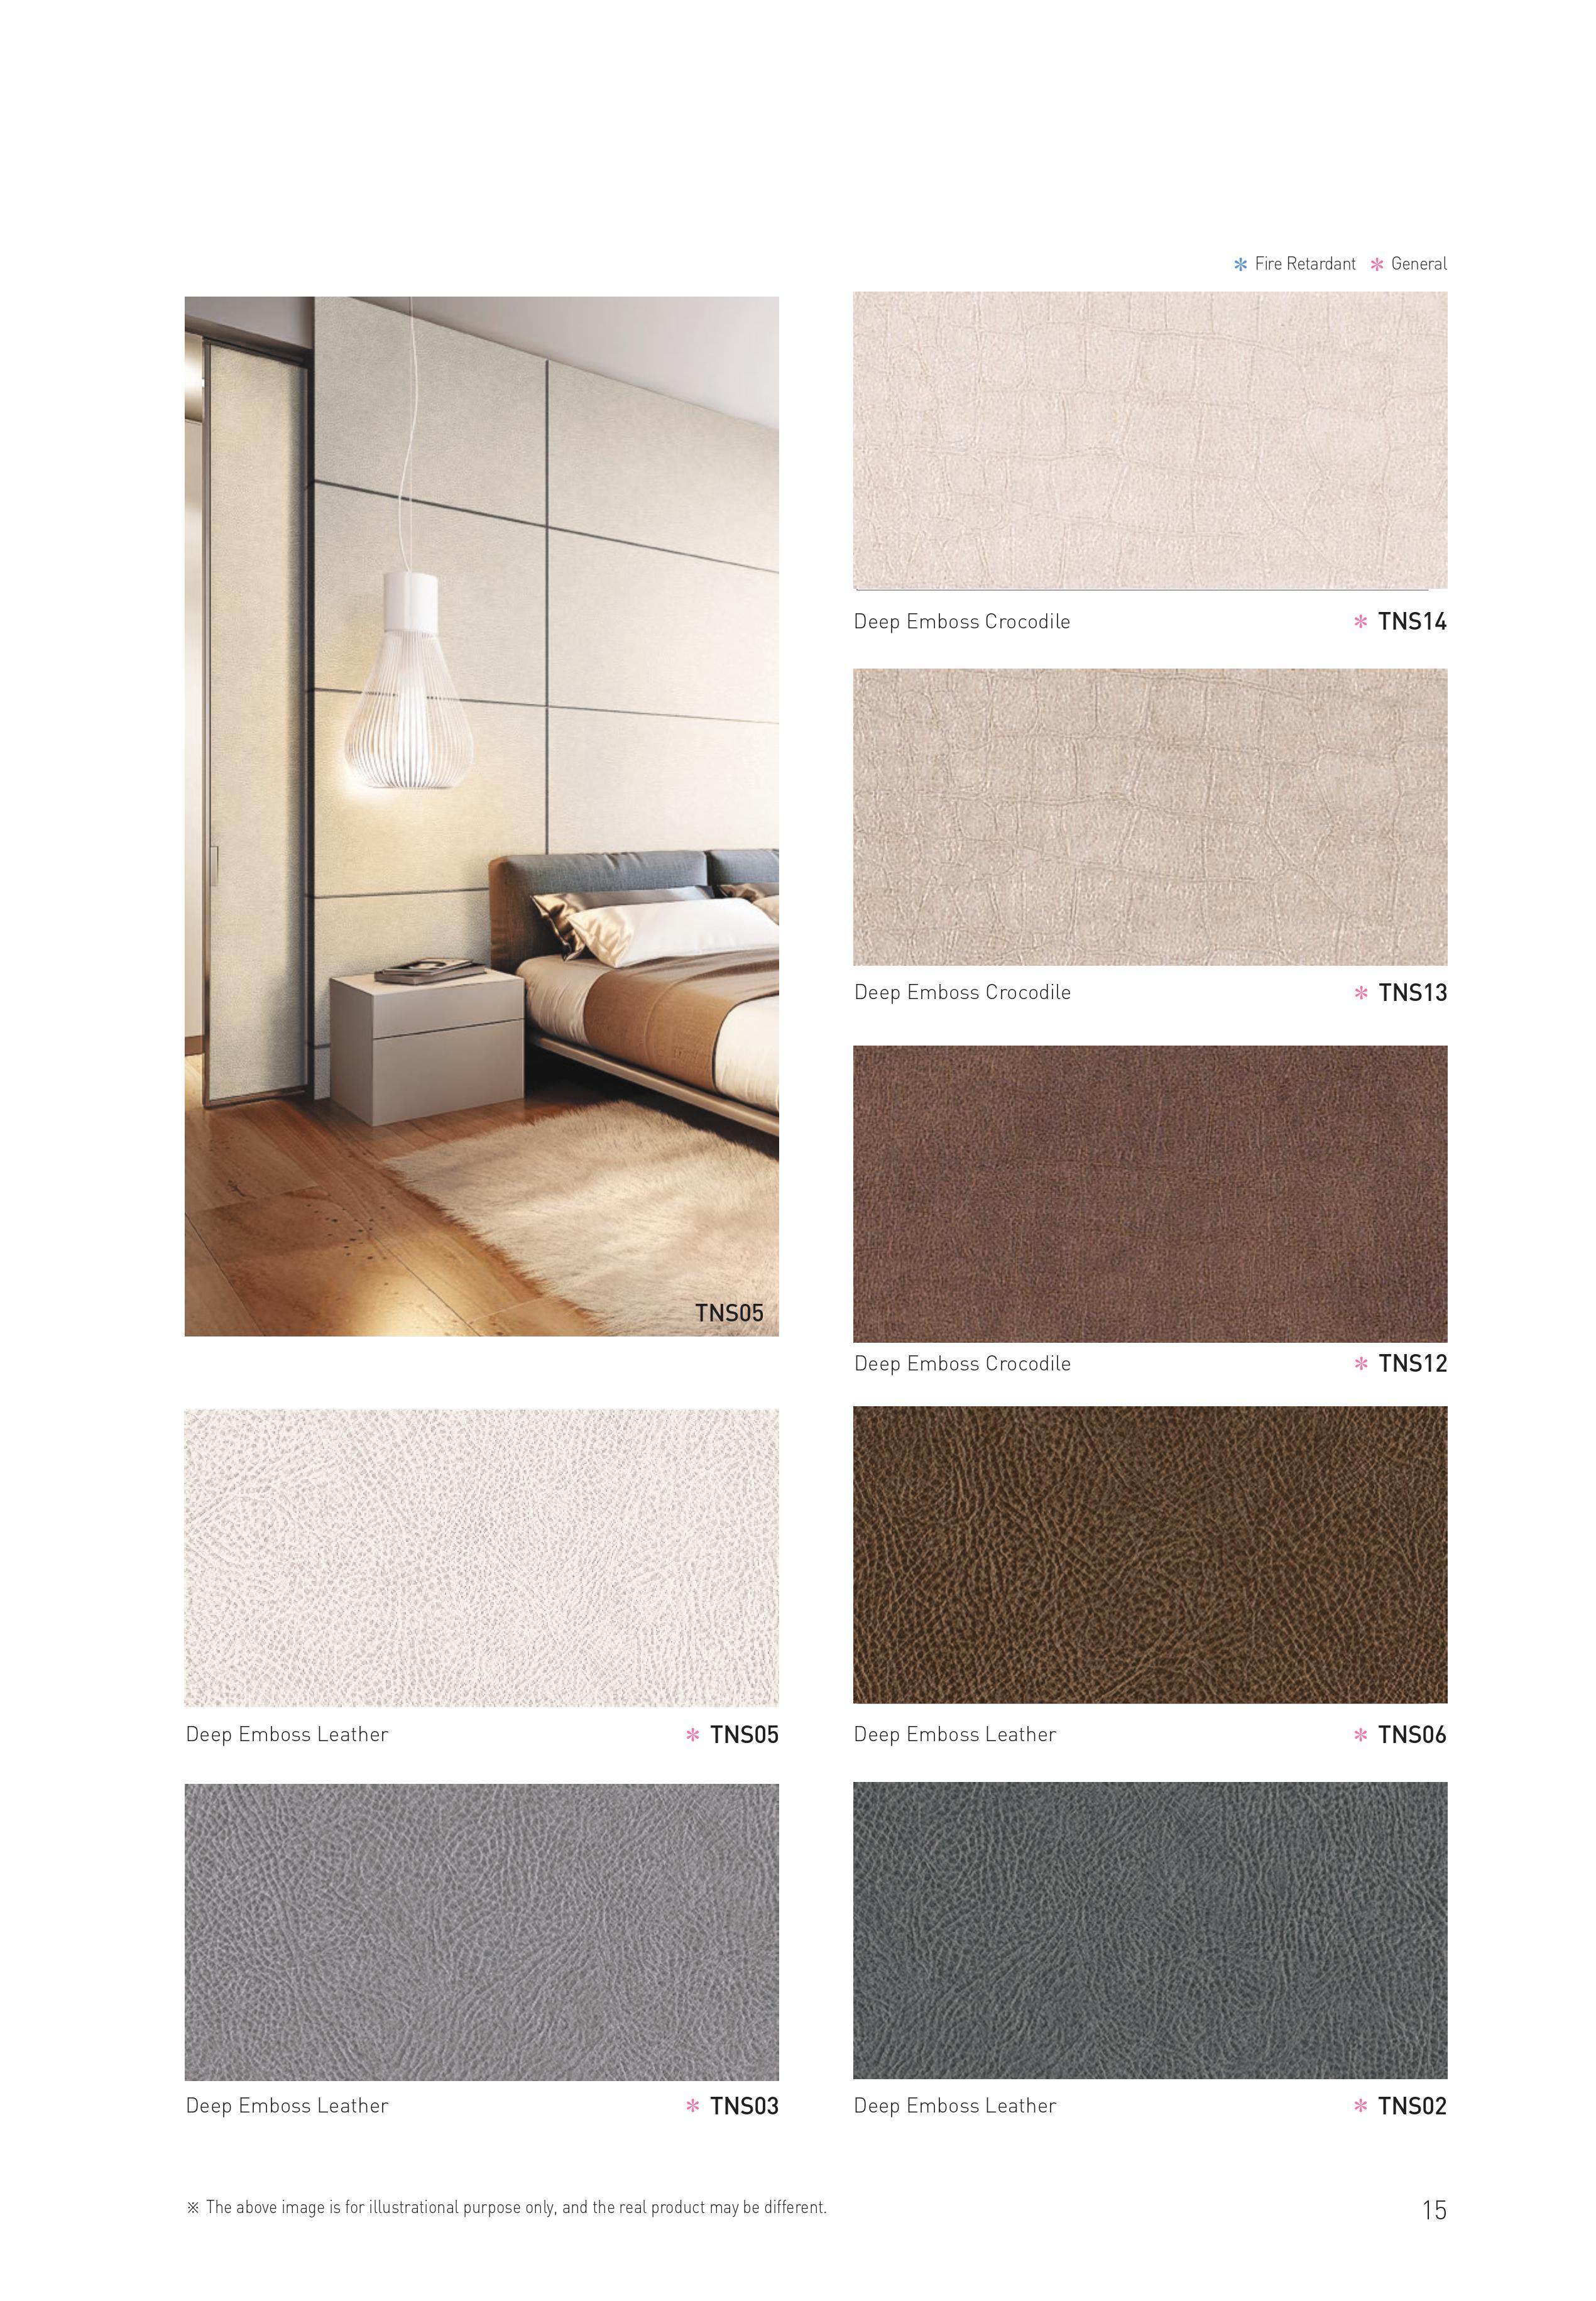 * Fire Retardant * General
Deep Emboss Crocodile * TNS14
Deep Emboss Crocodile * TNS13
TNS05
Deep Emboss Crocodile * TNS12
Deep Emboss Leather * TNS05
Deep Emboss Leather * TNS06
Deep Emboss Leather * TNS03
Deep Emboss Leather * TNS02
※ The above image is for illustrational purpose only, and the real product may be different.
15